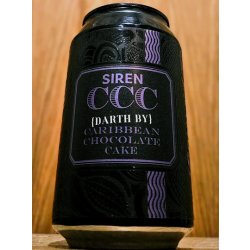 SIREN
CCC
{DARTH BY}
CARIBBEAN
CHOCOLATE
CAKE